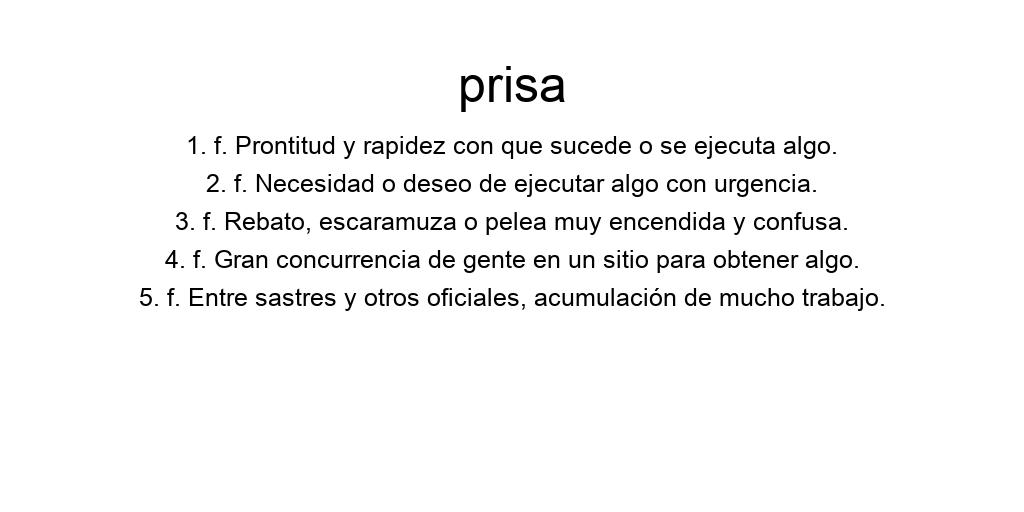 prisa
1. f. Prontitud y rapidez con que sucede o se ejecuta algo.
2. f. Necesidad o deseo de ejecutar algo con urgencia.
3. f. Rebato, escaramuza o pelea muy encendida y confusa.
4. f. Gran concurrencia de gente en un sitio para obtener algo.
5. f. Entre sastres y otros oficiales, acumulación de mucho trabajo.